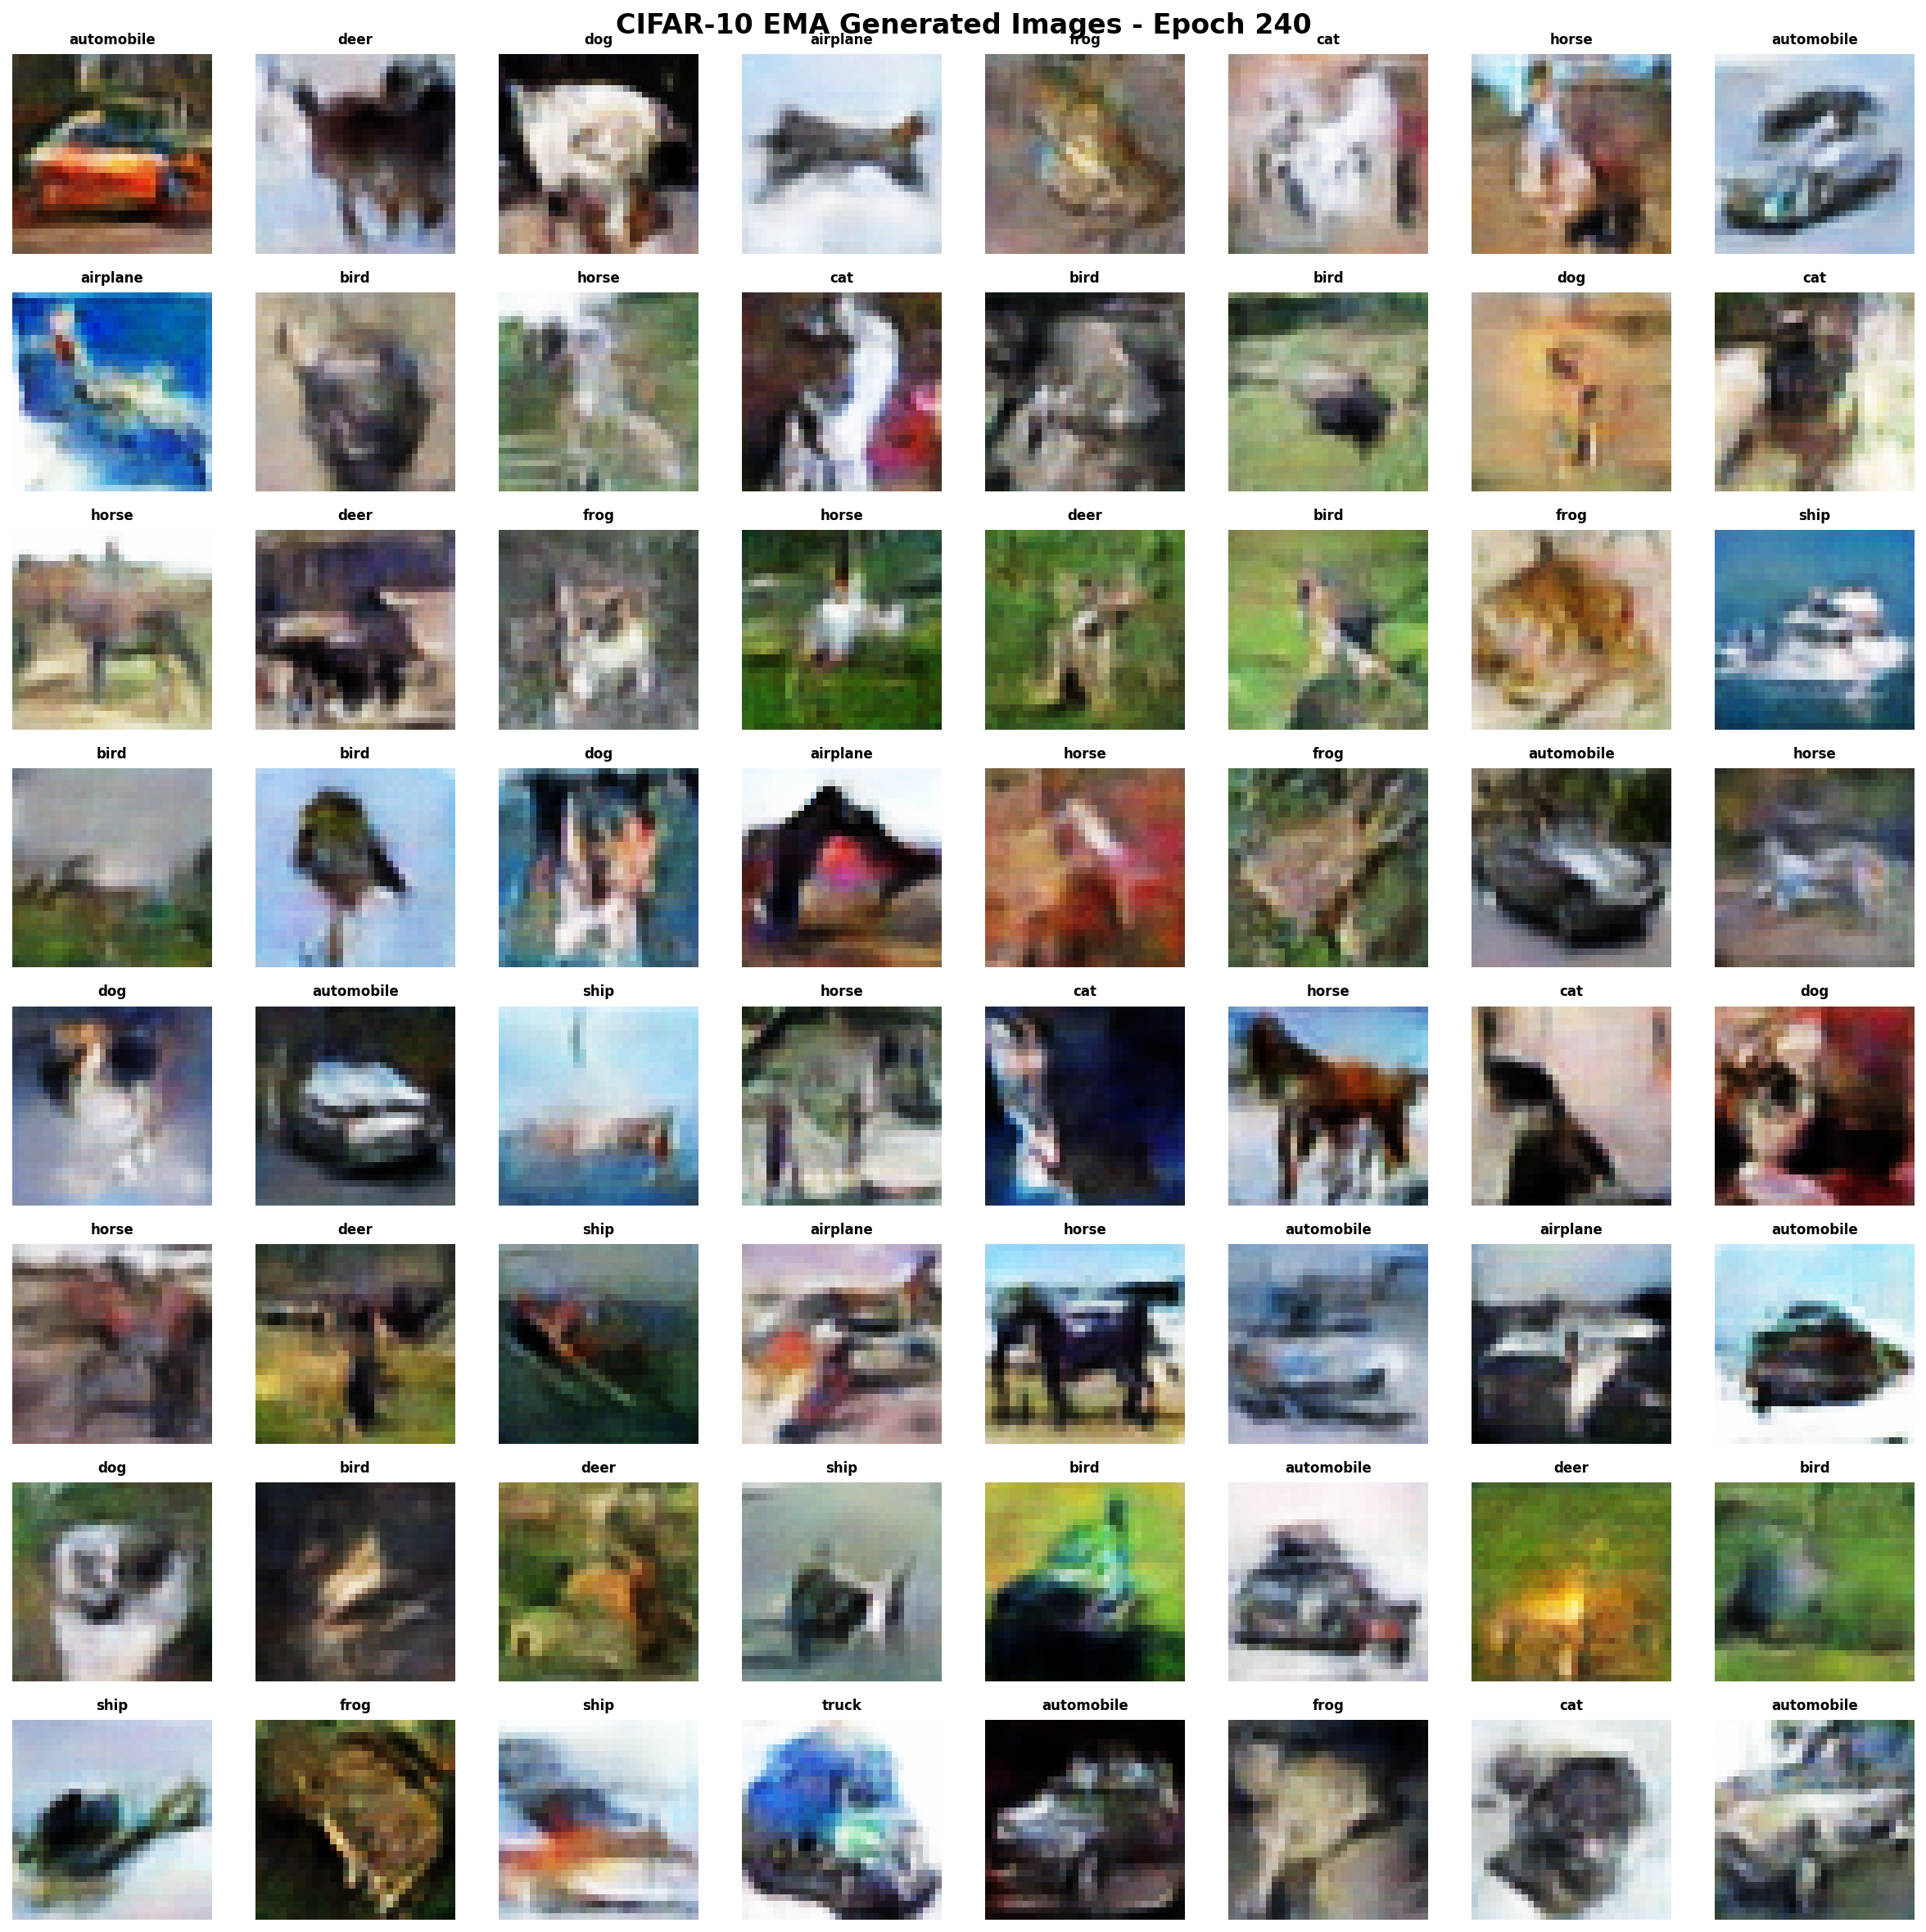 CIFAR-10 EMA Generated Images - Epoch 240
automobile deer dog airplane frog cat horse automobile
airplane bird horse cat bird bird dog cat
horse deer frog horse deer bird frog ship
bird bird dog airplane horse frog automobile horse
dog automobile ship horse cat horse cat dog
horse deer ship airplane horse automobile airplane automobile
dog bird deer ship bird automobile deer bird
ship frog ship truck automobile frog cat automobile